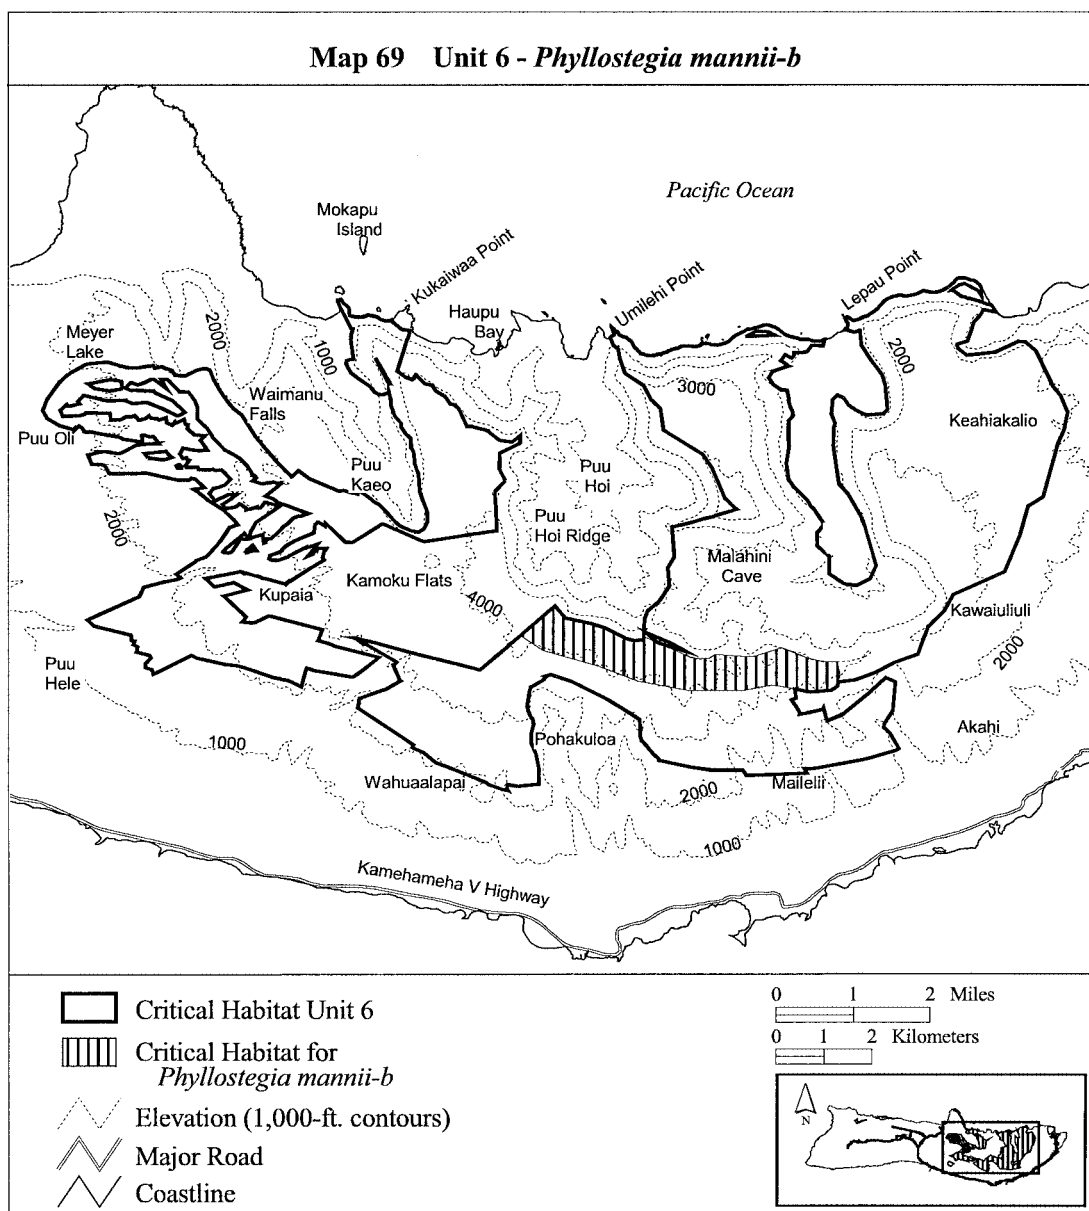 Map 69 Unit 6 - Phyllostegia mannii-b
Pacific Ocean
Mokapu
Island
Kukaiwaa Point
Haupu
Bay
Umilehi Point
Lepau Point
Meyer
Lake
2000
1000
3000
2000
Waimanu
Falls
Keahiakalio
Puu Oli
Puu
Kaeo
Puu
Hoi
Puu
Hoi Ridge
2000
Malahini
Cave
Kamoku Flats
Kupaia
4000
Kawaiuliuli
2000
Puu
Hele
1000
Pohakuloa
Akahi
Wahuaalapai
2000
Mailelii
1000
Kamehameha V Highway
Critical Habitat Unit 6
Critical Habitat for
Phyllostegia mannii-b
Elevation (1,000-ft. contours)
Major Road
Coastline
0 1 2 Miles
0 1 2 Kilometers
N